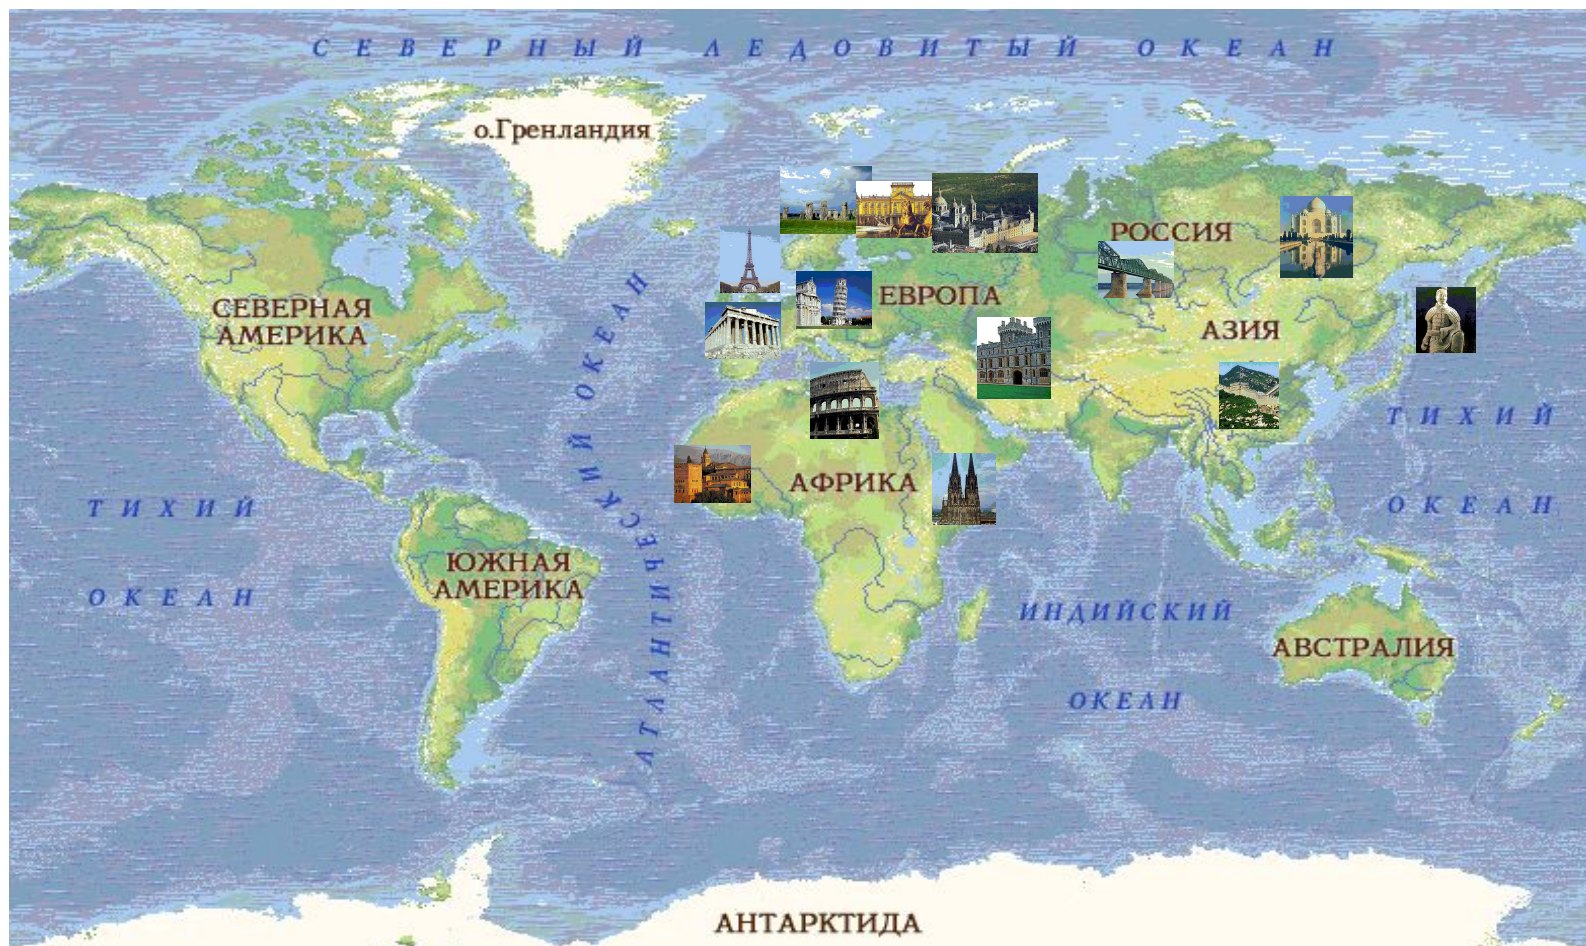 СЕВЕРНЫЙ ЛЕДОВИТЫЙ ОКЕАН
о.Гренландия
РОССИЯ
СЕВЕРНАЯ
АМЕРИКА
ЕВРОПА
АЗИЯ
АТЛАНТИЧЕСКИЙ ОКЕАН
ТИХИЙ
ОКЕАН
АФРИКА
ТИХИЙ
ОКЕАН
ЮЖНАЯ
АМЕРИКА
ИНДИЙСКИЙ
ОКЕАН
АВСТРАЛИЯ
АНТАРКТИДА